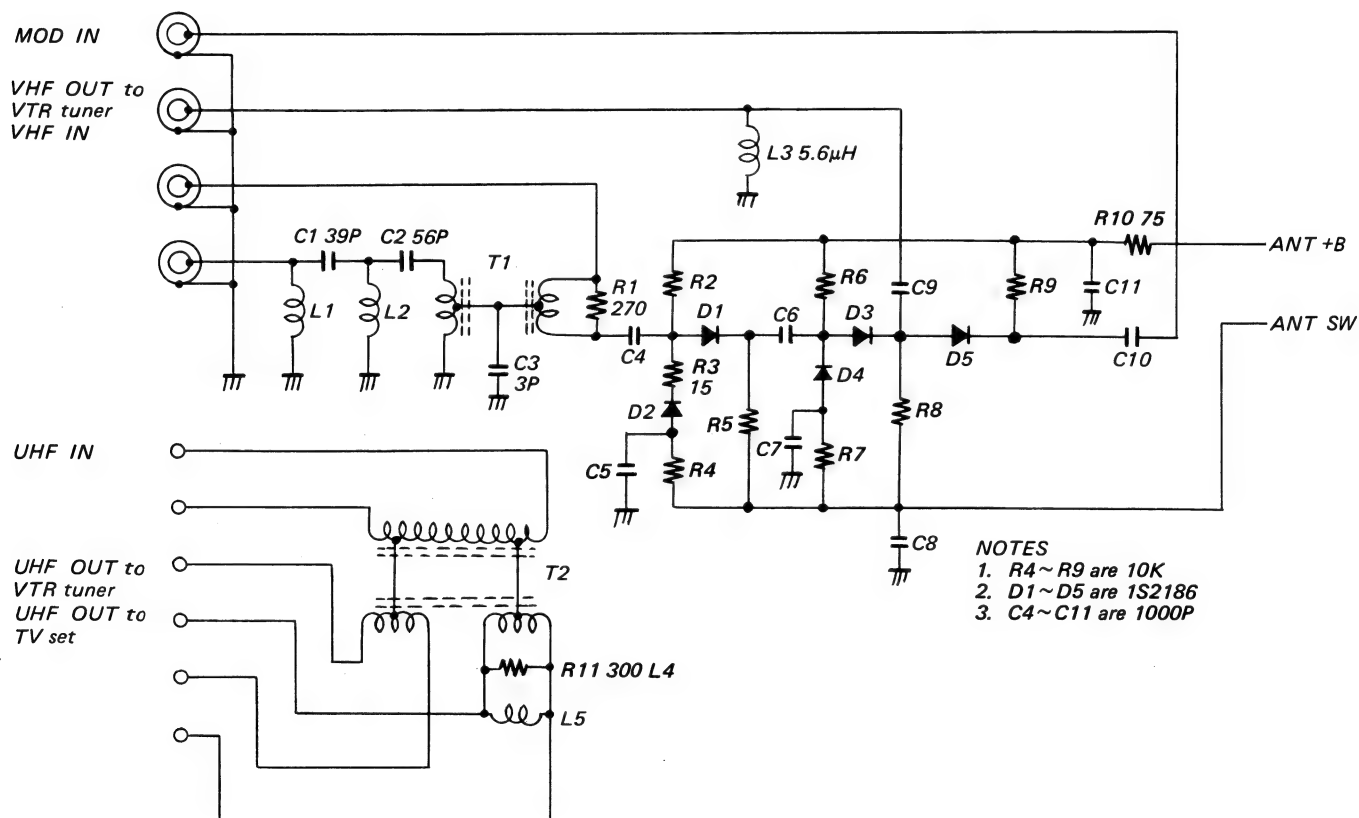 MOD IN
VHF OUT to
VTR tuner
VHF IN
L3 5.6µH
R10 75
ANT +B
C1 39P
C2 56P
T1
R1
270
R2
R6
C9
R9
C11
D1
C6
D3
D5
ANT SW
L1
L2
C3
3P
C4
R3
15
D4
C10
D2
R5
C7
R7
R8
C5
R4
UHF IN
C8
UHF OUT to
VTR tuner
UHF OUT to
TV set
T2
NOTES
1. R4~R9 are 10K
2. D1~D5 are 1S2186
3. C4~C11 are 1000P
R11 300 L4
L5